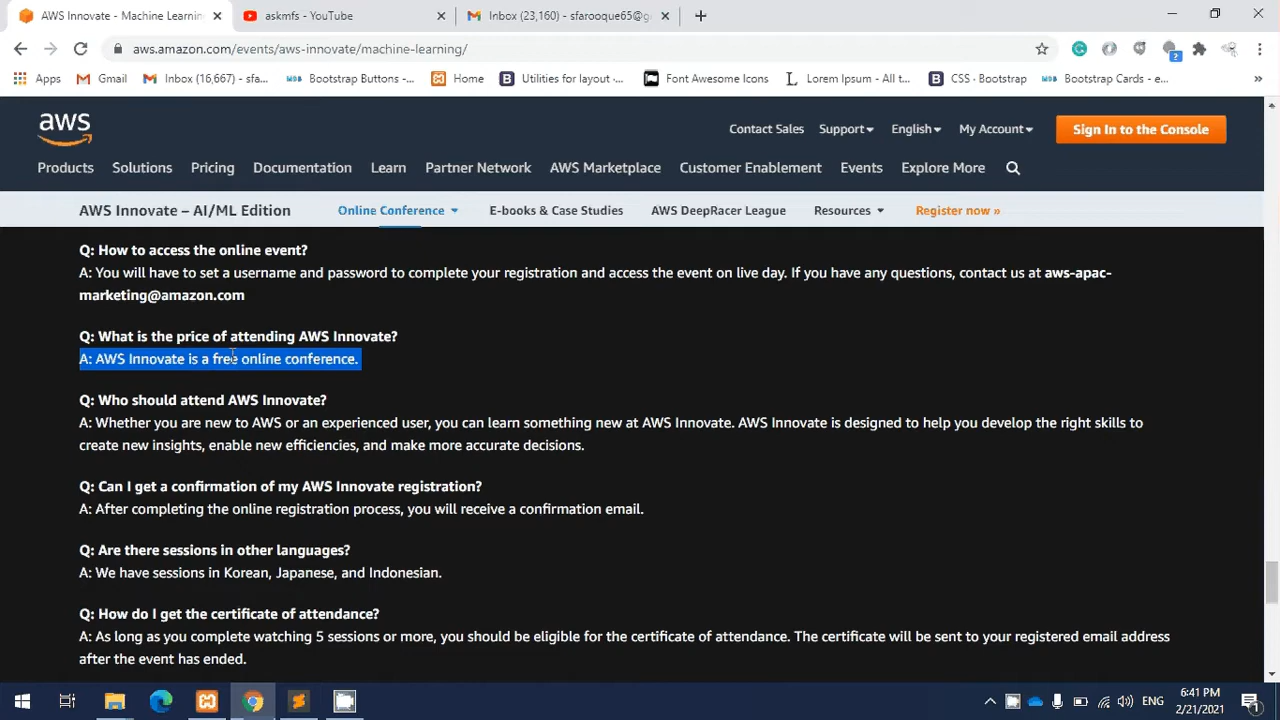 AWS Innovate - Machine Learnin
askmfs - YouTube
Inbox (23,160) - sfarooque65@g
aws.amazon.com/events/aws-innovate/machine-learning/
Apps
Gmail
Inbox (16,667) - sfa...
Bootstrap Buttons -...
Home
Utilities for layout ·...
Font Awesome Icons
Lorem Ipsum - All t...
CSS · Bootstrap
Bootstrap Cards - e...
»
aws
Contact Sales
Support
English
My Account
Sign In to the Console
Products
Solutions
Pricing
Documentation
Learn
Partner Network
AWS Marketplace
Customer Enablement
Events
Explore More
AWS Innovate – AI/ML Edition
Online Conference
E-books & Case Studies
AWS DeepRacer League
Resources
Register now »
Q: How to access the online event?
A: You will have to set a username and password to complete your registration and access the event on live day. If you have any questions, contact us at aws-apac-
marketing@amazon.com
Q: What is the price of attending AWS Innovate?
A: AWS Innovate is a free online conference.
Q: Who should attend AWS Innovate?
A: Whether you are new to AWS or an experienced user, you can learn something new at AWS Innovate. AWS Innovate is designed to help you develop the right skills to
create new insights, enable new efficiencies, and make more accurate decisions.
Q: Can I get a confirmation of my AWS Innovate registration?
A: After completing the online registration process, you will receive a confirmation email.
Q: Are there sessions in other languages?
A: We have sessions in Korean, Japanese, and Indonesian.
Q: How do I get the certificate of attendance?
A: As long as you complete watching 5 sessions or more, you should be eligible for the certificate of attendance. The certificate will be sent to your registered email address
after the event has ended.
ENG
6:41 PM
2/21/2021